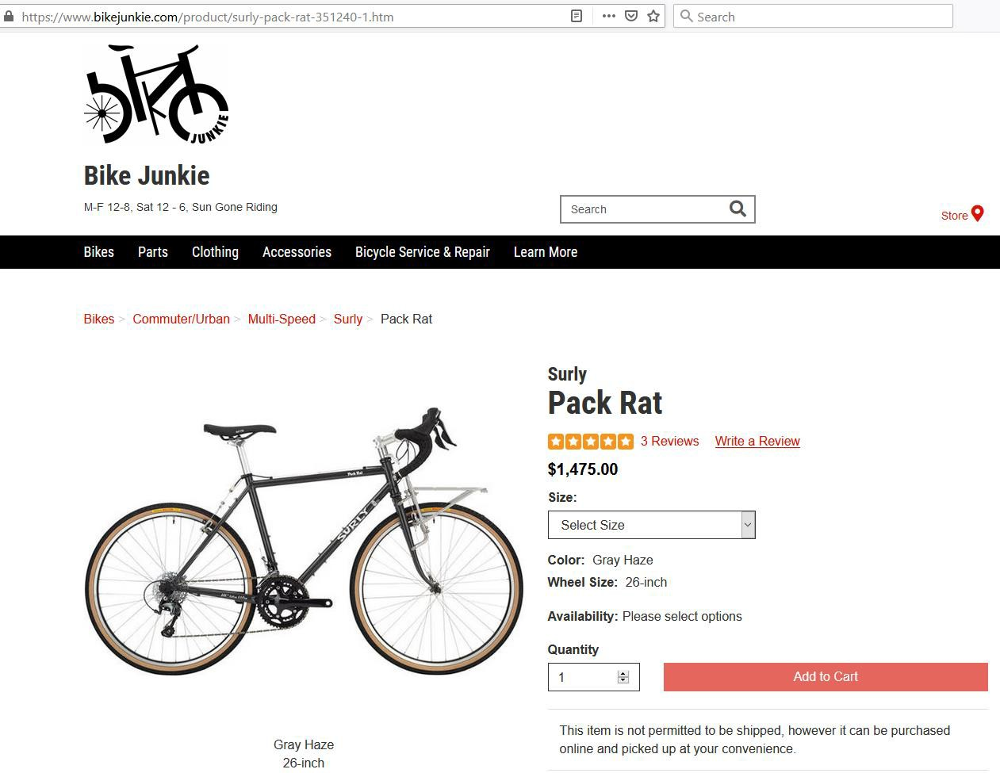 https://www.bikejunkie.com/product/surly-pack-rat-351240-1.htm
Search
JUNKIE
Bike Junkie
M-F 12-8, Sat 12 - 6, Sun Gone Riding
Search
Store
Bikes Parts Clothing Accessories Bicycle Service & Repair Learn More
Bikes > Commuter/Urban > Multi-Speed > Surly > Pack Rat
Surly
Pack Rat
3 Reviews Write a Review
$1,475.00
Size:
Select Size
Color: Gray Haze
Wheel Size: 26-inch
Availability: Please select options
Quantity
1
Add to Cart
This item is not permitted to be shipped, however it can be purchased
online and picked up at your convenience.
Pack Rat
SURLY
Gray Haze
26-inch